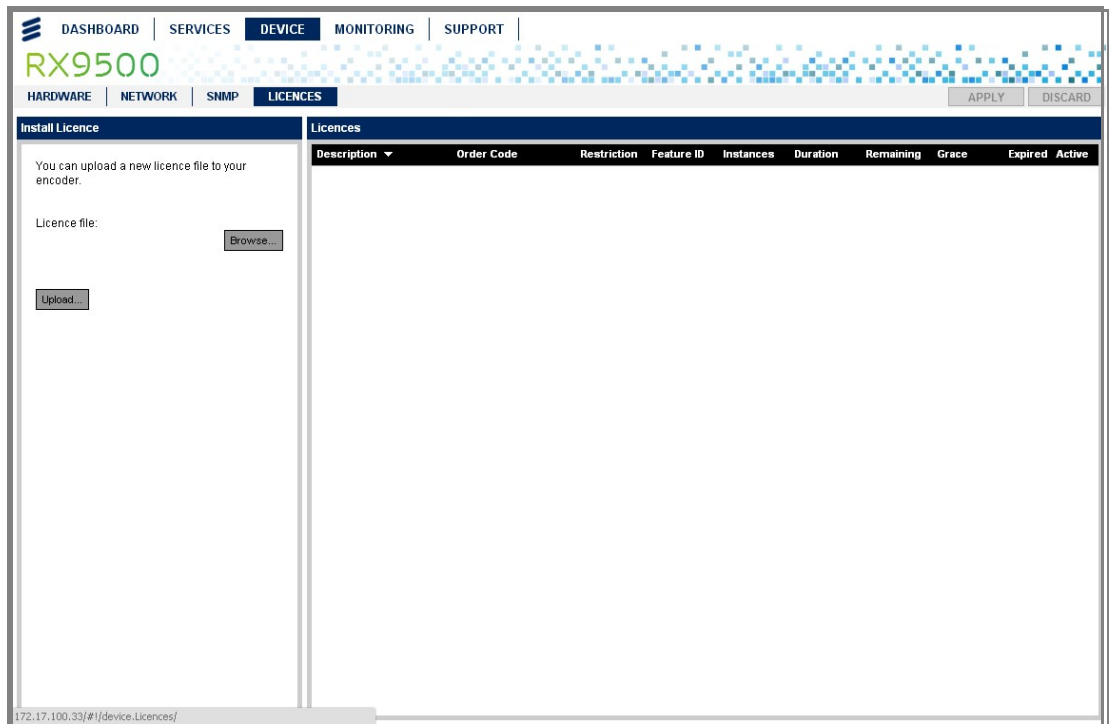 DASHBOARD SERVICES DEVICE MONITORING SUPPORT
RX9500
HARDWARE NETWORK SNMP LICENCES APPLY DISCARD
Install Licence
You can upload a new licence file to your
encoder.
Licence file:
Browse...
Upload...
Licences
Description Order Code Restriction Feature ID Instances Duration Remaining Grace Expired Active
172.17.100.33/#!/device.Licences/